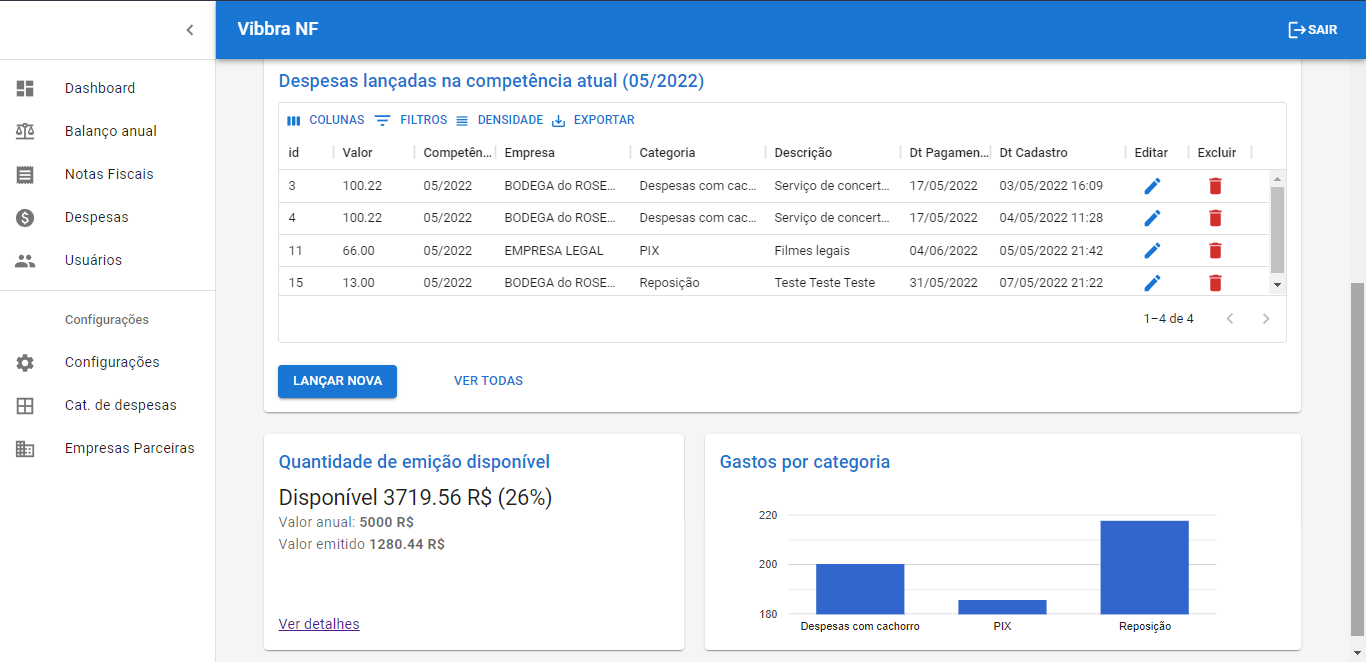 Vibbra NF
SAIR
Dashboard
Balanço anual
Notas Fiscais
Despesas
Usuários
Configurações
Configurações
Cat. de despesas
Empresas Parceiras
Despesas lançadas na competência atual (05/2022)
COLUNAS FILTROS DENSIDADE EXPORTAR
id Valor Competên... Empresa Categoria Descrição Dt Pagamen... Dt Cadastro Editar Excluir
3 100.22 05/2022 BODEGA do ROSE... Despesas com cac... Serviço de concert... 17/05/2022 03/05/2022 16:09
4 100.22 05/2022 BODEGA do ROSE... Despesas com cac... Serviço de concert... 17/05/2022 04/05/2022 11:28
11 66.00 05/2022 EMPRESA LEGAL PIX Filmes legais 04/06/2022 05/05/2022 21:42
15 13.00 05/2022 BODEGA do ROSE... Reposição Teste Teste Teste 31/05/2022 07/05/2022 21:22
1–4 de 4
LANÇAR NOVA VER TODAS
Quantidade de emição disponível
Disponível 3719.56 R$ (26%)
Valor anual: 5000 R$
Valor emitido 1280.44 R$
Ver detalhes
Gastos por categoria
220
200
180
Despesas com cachorro PIX Reposição